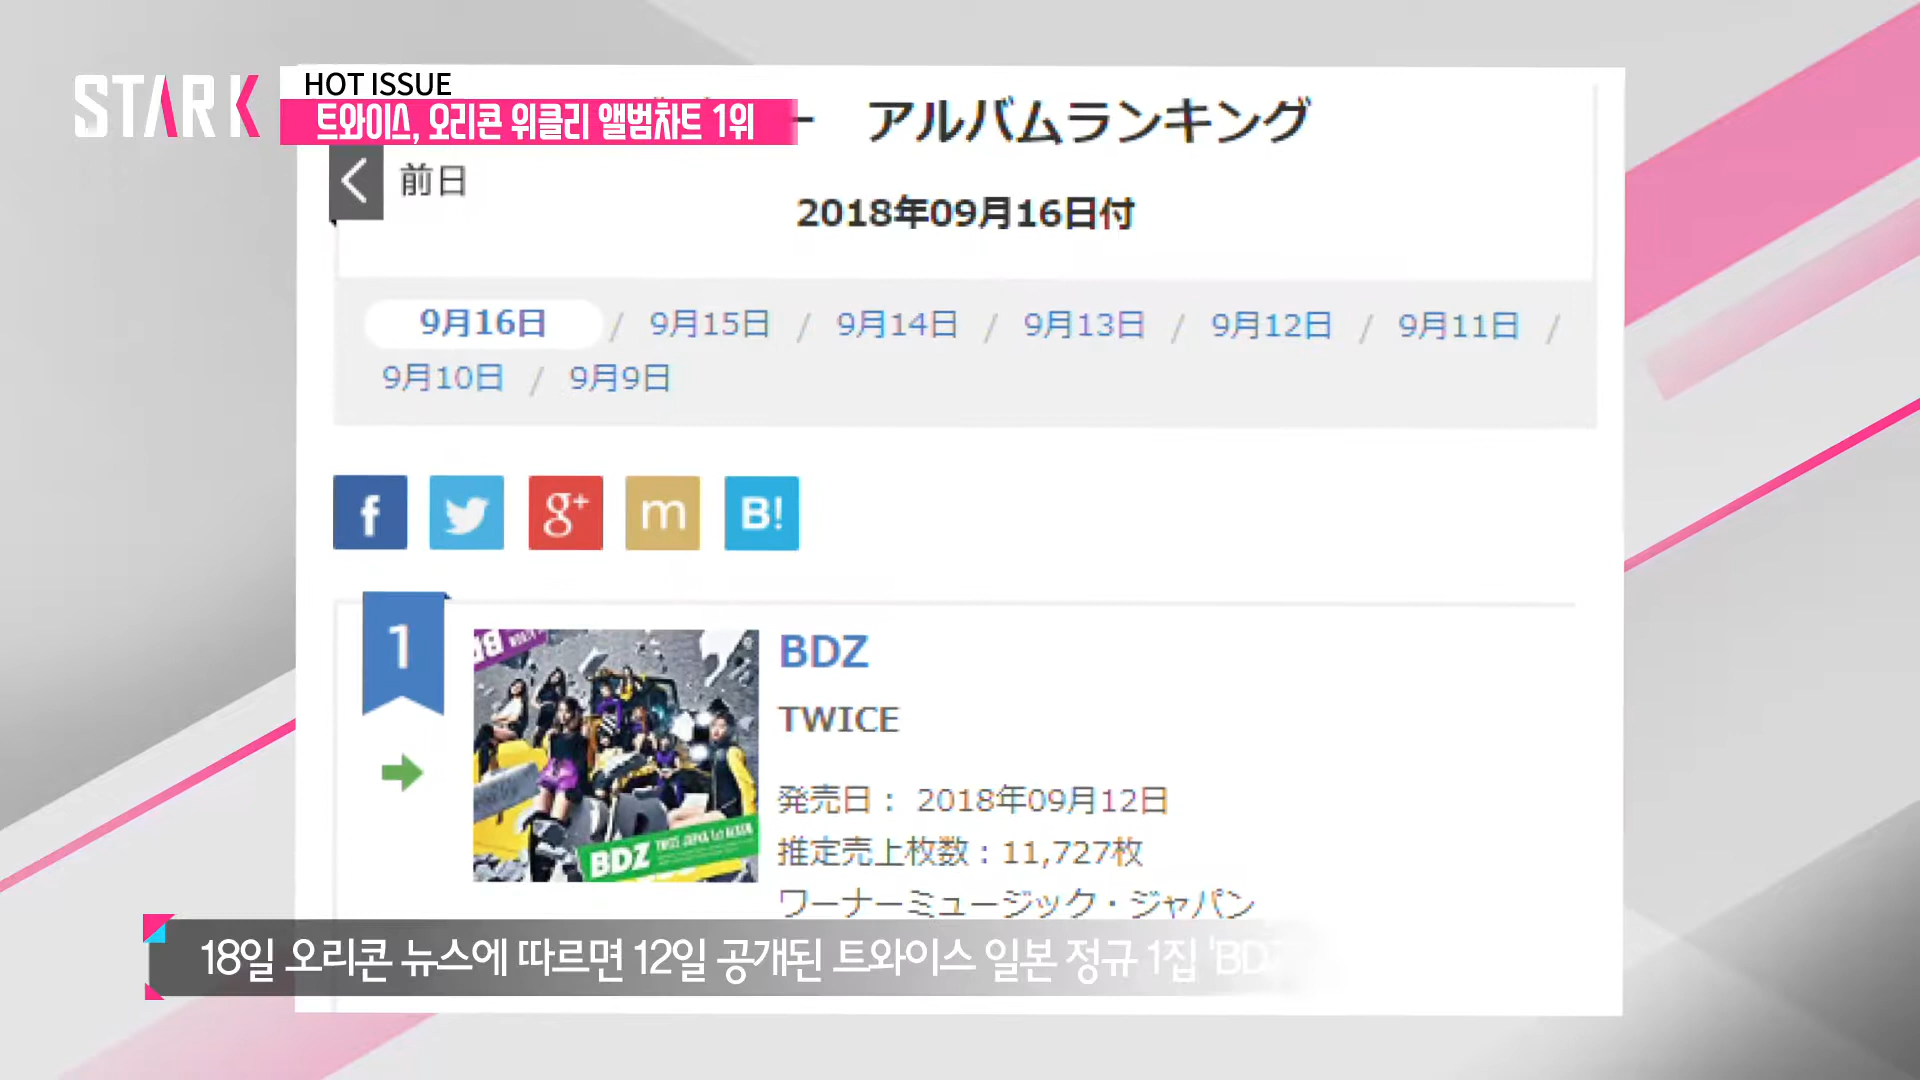 STAR K
HOT ISSUE
트와이스, 오리콘 위클리 앨범차트 1위
ー アルバムランキング
前日
2018年09月16日付
9月16日 / 9月15日 / 9月14日 / 9月13日 / 9月12日 / 9月11日 /
9月10日 / 9月9日
f
g+
m
B!
1
BDZ
TWICE
発売日： 2018年09月12日
推定売上枚数：11,727枚
ワーナーミュージック・ジャパン
BDZ TWICE JAPAN 1st ALBUM
18일 오리콘 뉴스에 따르면 12일 공개된 트와이스 일본 정규 1집 'BDZ